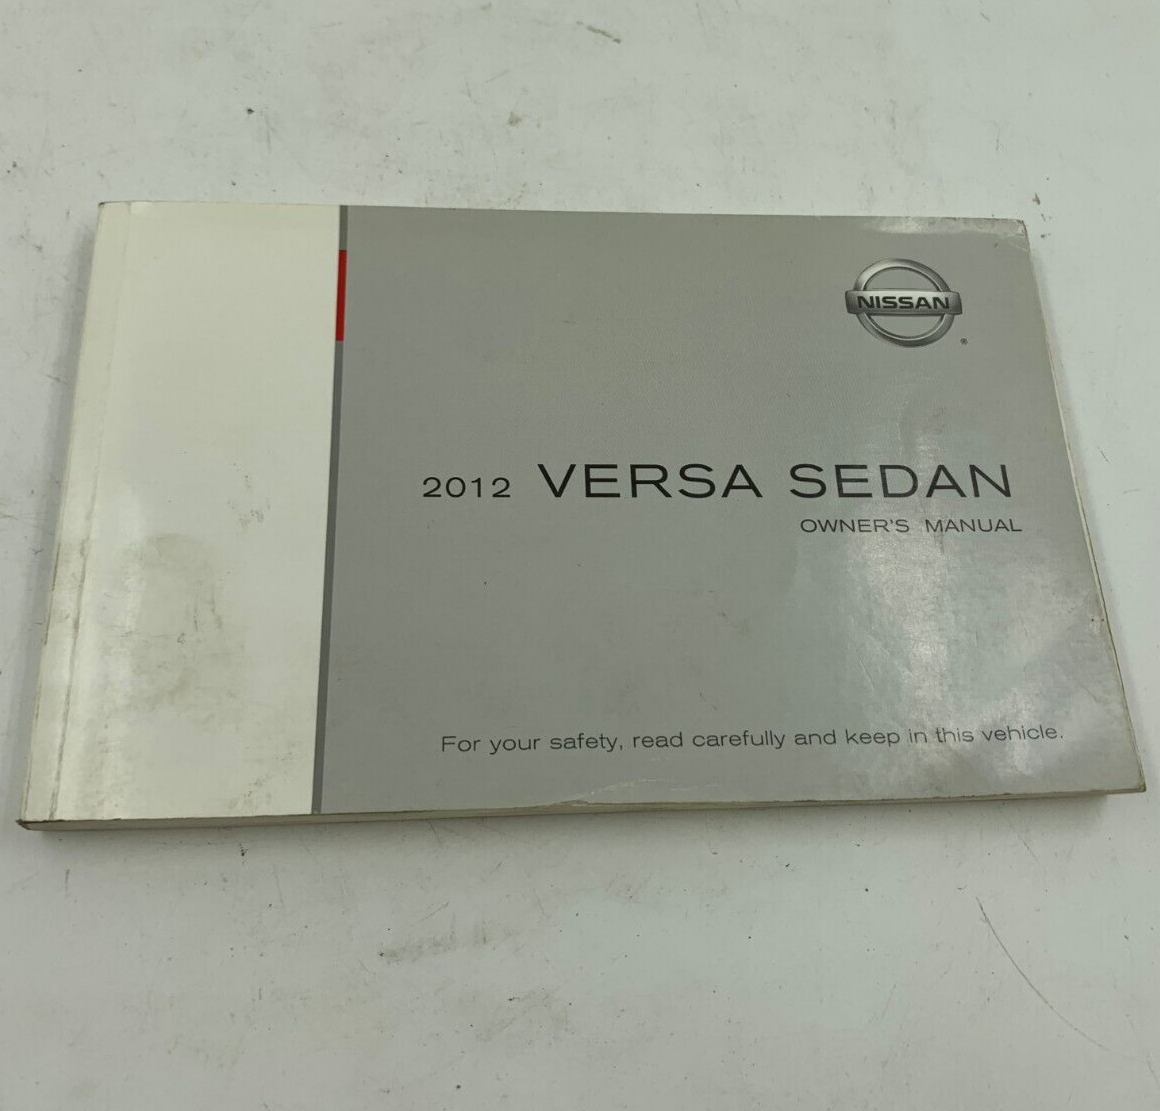 NISSAN
®
2012 VERSA SEDAN
OWNER'S MANUAL
For your safety, read carefully and keep in this vehicle.